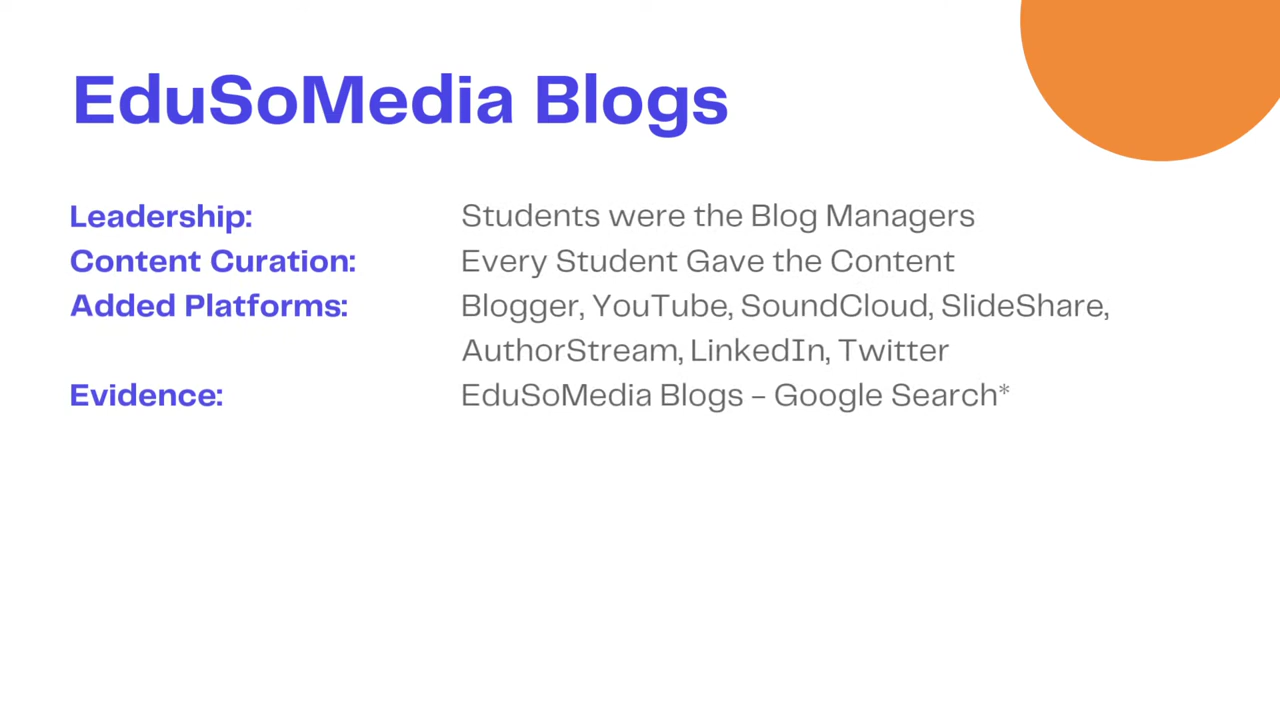 EduSoMedia Blogs
Leadership: Students were the Blog Managers
Content Curation: Every Student Gave the Content
Added Platforms: Blogger, YouTube, SoundCloud, SlideShare,
AuthorStream, LinkedIn, Twitter
Evidence: EduSoMedia Blogs - Google Search*